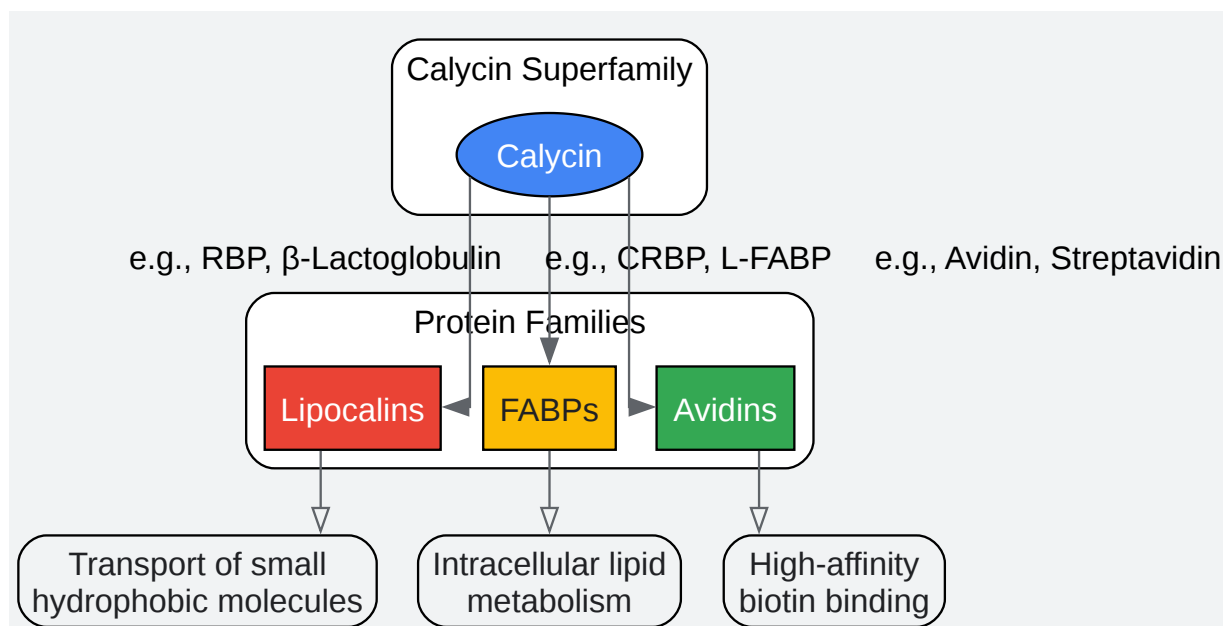 Calycin Superfamily
Calycin
e.g., RBP, β-Lactoglobulin
e.g., CRBP, L-FABP
e.g., Avidin, Streptavidin
Protein Families
Lipocalins
FABPs
Avidins
Transport of small
hydrophobic molecules
Intracellular lipid
metabolism
High-affinity
biotin binding